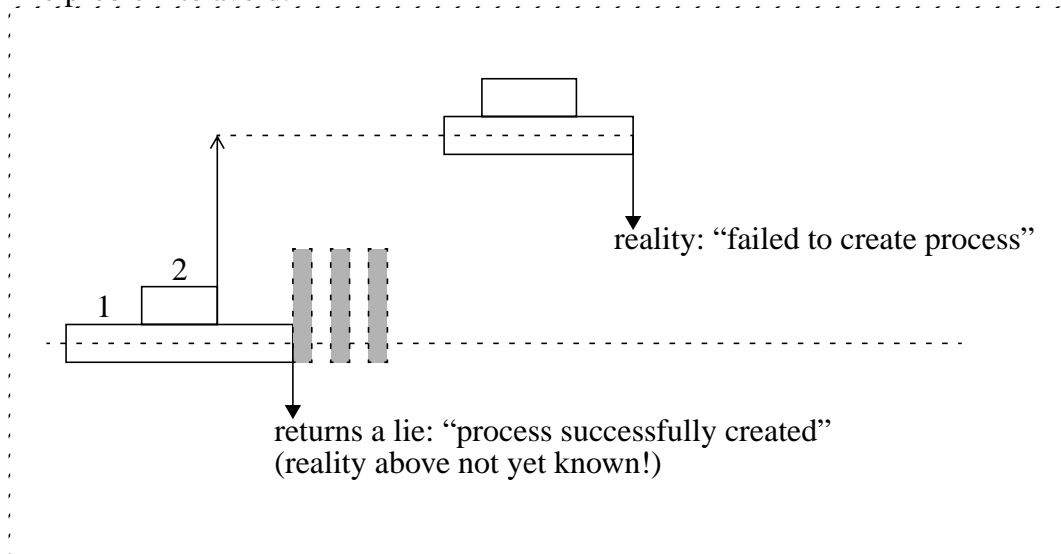 reality: “failed to create process”
2
1
returns a lie: “process successfully created”
(reality above not yet known!)